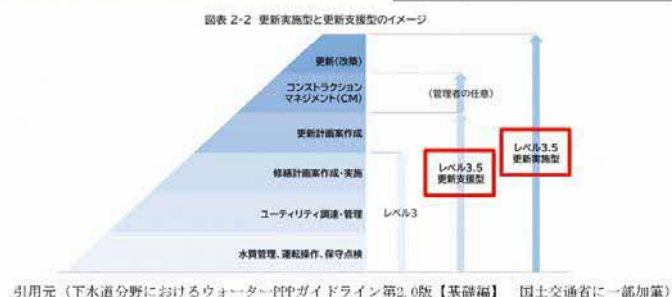 図表 2-2 更新実施型と更新支援型のイメージ
更新(改築)
コンストラクション
マネジメント(CM)
(管理者の任意)
更新計画案作成
レベル3.5
更新実施型
修繕計画案作成・実施
レベル3.5
更新支援型
ユーティリティ調達・管理
レベル3
水質管理、運転操作、保守点検
引用元(下水道分野におけるウォーターPPPガイドライン第2.0版【基礎編】 国土交通省に一部加筆)